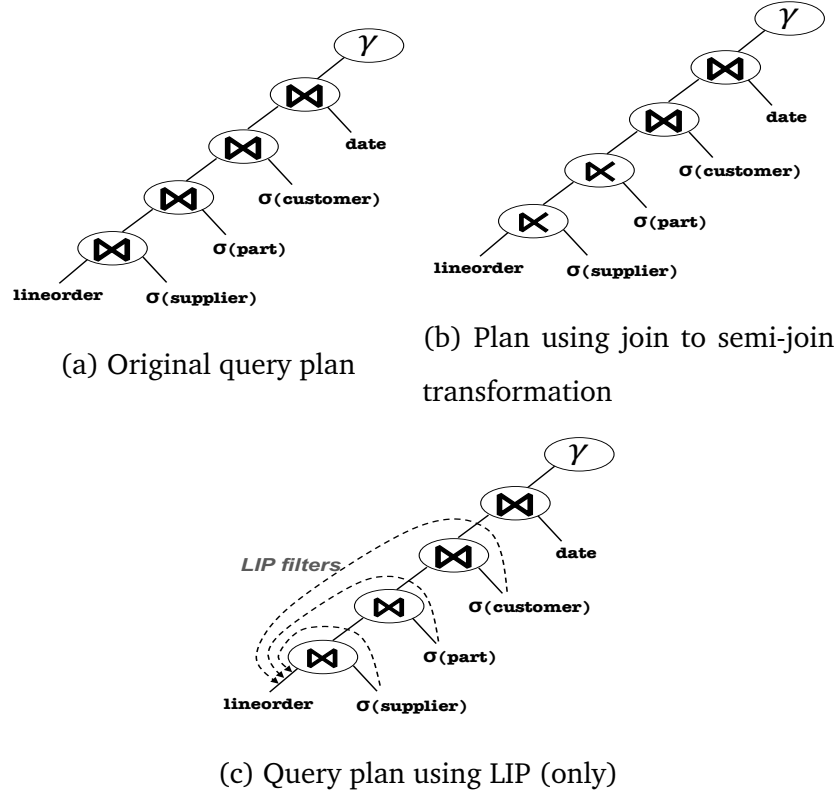 γ
⋈
date
⋈
σ(customer)
⋈
σ(part)
⋈
lineorder
σ(supplier)
(a) Original query plan
γ
⋈
date
⋈
σ(customer)
⋉
σ(part)
⋉
lineorder
σ(supplier)
(b) Plan using join to semi-join
transformation
γ
⋈
date
LIP filters
⋈
σ(customer)
⋈
σ(part)
⋈
lineorder
σ(supplier)
(c) Query plan using LIP (only)